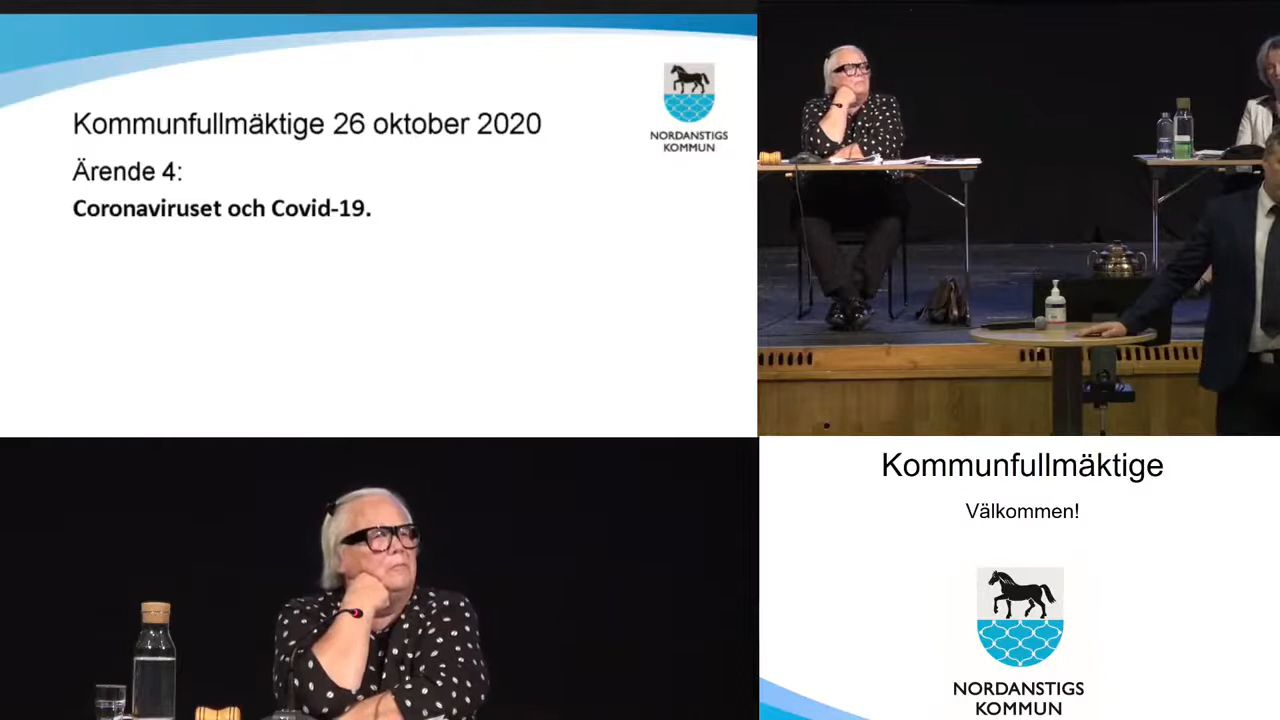 Kommunfullmäktige 26 oktober 2020
Ärende 4:
Coronaviruset och Covid-19.
NORDANSTIGS
KOMMUN
Kommunfullmäktige
Välkommen!
NORDANSTIGS
KOMMUN